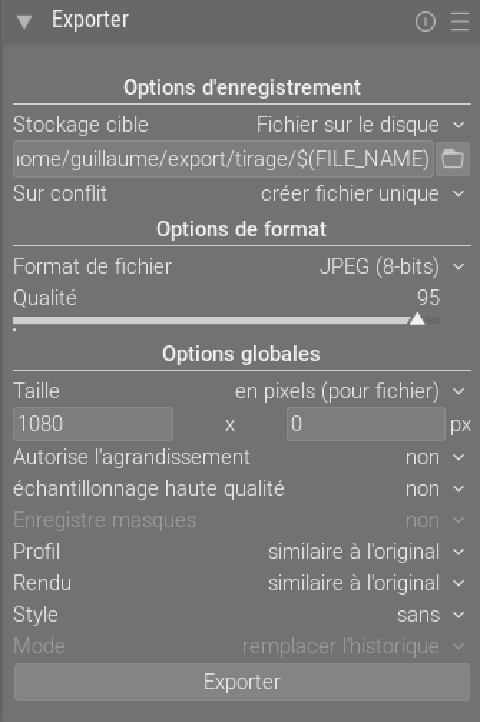 Exporter
Options d'enregistrement
Stockage cible Fichier sur le disque
ome/guillaume/export/tirage/$(FILE_NAME)
Sur conflit créer fichier unique
Options de format
Format de fichier JPEG (8-bits)
Qualité 95
Options globales
Taille en pixels (pour fichier)
1080 x 0 px
Autorise l'agrandissement non
échantillonnage haute qualité non
Enregistre masques non
Profil similaire à l'original
Rendu similaire à l'original
Style sans
Mode remplacer l'historique
Exporter